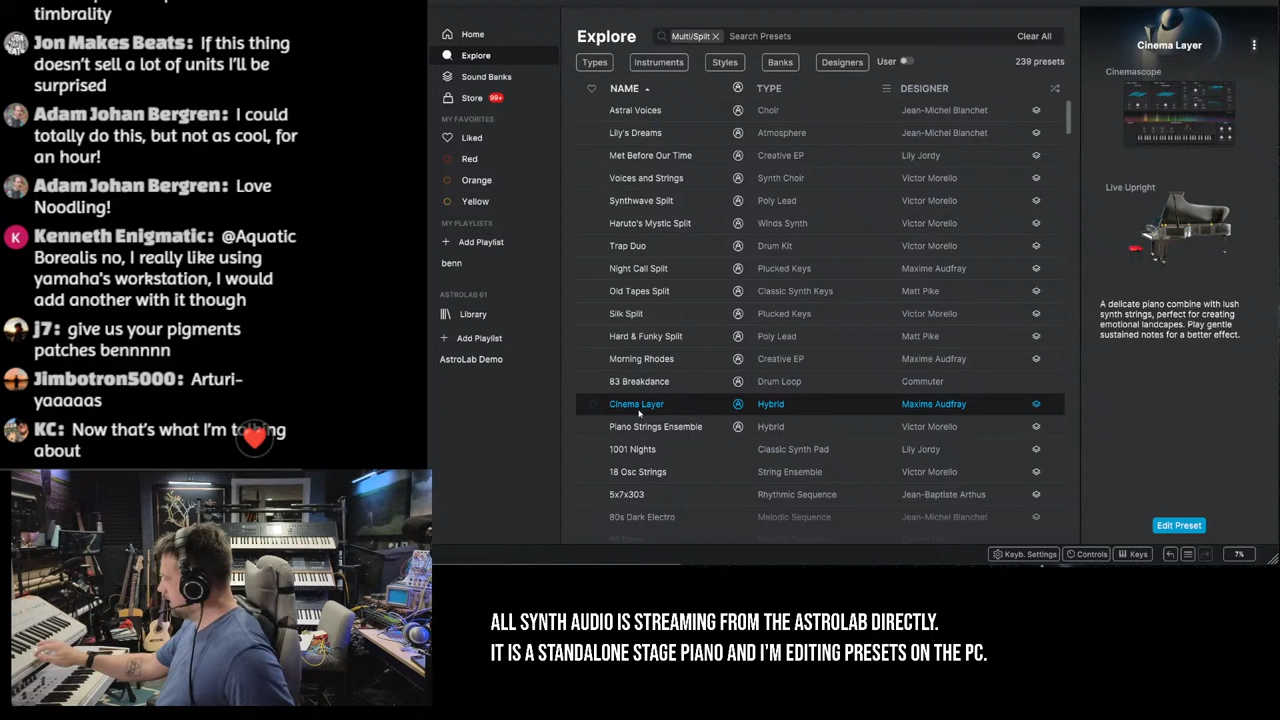 timbrality
Jon Makes Beats: If this thing
doesn't sell a lot of units I'll be
surprised
Adam Johan Bergren: I could
totally do this, but not as cool, for
an hour!
Adam Johan Bergren: Love
Noodling!
K Kenneth Enigmatic: @Aquatic
Borealis no, I really like using
yamaha's workstation, I would
add another with it though
j7: give us your pigments
patches bennnnn
Jimbotron5000: Arturi-
yaaaaas
KC: Now that's what I'm talking
about
Home
Explore
Sound Banks
Store 99+
MY FAVORITES
Liked
Red
Orange
Yellow
MY PLAYLISTS
+ Add Playlist
benn
ASTROLAB 61
Library
+ Add Playlist
AstroLab Demo
Explore Multi/Split × Search Presets Clear All
Types Instruments Styles Banks Designers User 239 presets
NAME TYPE DESIGNER
Astral Voices Choir Jean-Michel Blanchet
Lily's Dreams Atmosphere Jean-Michel Blanchet
Met Before Our Time Creative EP Lily Jordy
Voices and Strings Synth Choir Victor Morello
Synthwave Split Poly Lead Victor Morello
Haruto's Mystic Split Winds Synth Victor Morello
Trap Duo Drum Kit Victor Morello
Night Call Split Plucked Keys Maxime Audfray
Old Tapes Split Classic Synth Keys Matt Pike
Silk Split Plucked Keys Victor Morello
Hard & Funky Split Poly Lead Matt Pike
Morning Rhodes Creative EP Maxime Audfray
83 Breakdance Drum Loop Commuter
Cinema Layer Hybrid Maxime Audfray
Piano Strings Ensemble Hybrid Victor Morello
1001 Nights Classic Synth Pad Lily Jordy
18 Osc Strings String Ensemble Victor Morello
5x7x303 Rhythmic Sequence Jean-Baptiste Arthus
80s Dark Electro Melodic Sequence Jean-Michel Blanchet
Cinema Layer
Cinemascope
Live Upright
A delicate piano combine with lush
synth strings, perfect for creating
emotional landscapes. Play gentle
sustained notes for a better effect.
Edit Preset
Keyb. Settings Controls Keys 7%
ALL SYNTH AUDIO IS STREAMING FROM THE ASTROLAB DIRECTLY.
IT IS A STANDALONE STAGE PIANO AND I'M EDITING PRESETS ON THE PC.